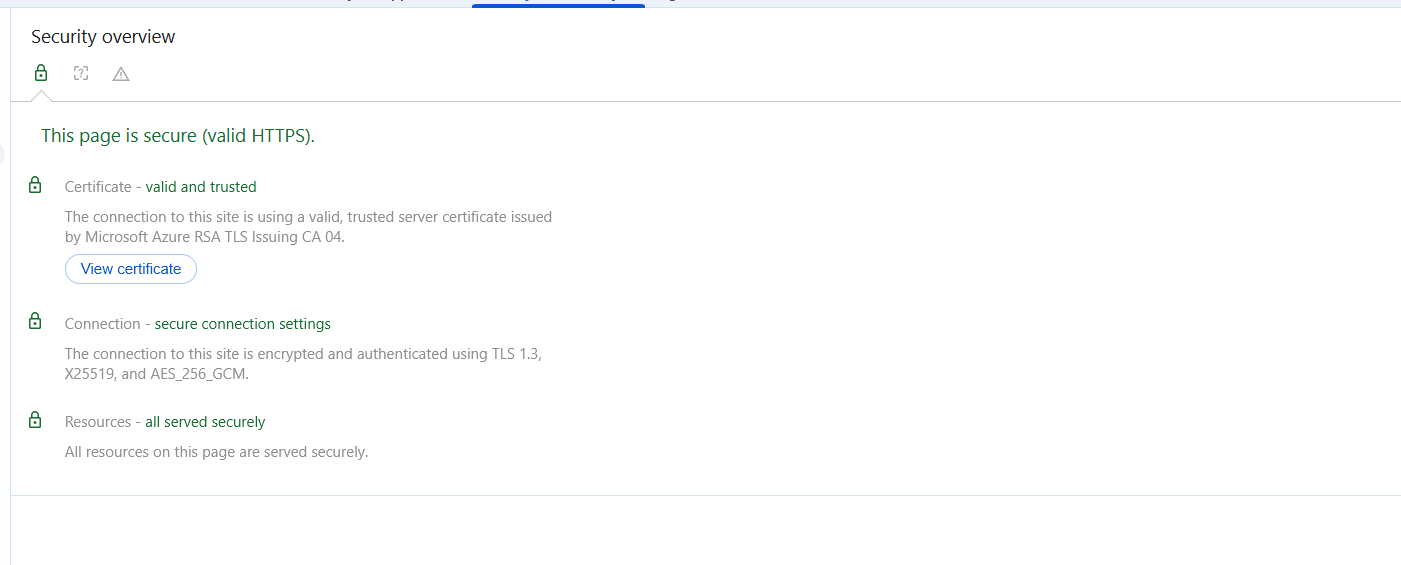 Security overview
This page is secure (valid HTTPS).
Certificate - valid and trusted
The connection to this site is using a valid, trusted server certificate issued
by Microsoft Azure RSA TLS Issuing CA 04.
View certificate
Connection - secure connection settings
The connection to this site is encrypted and authenticated using TLS 1.3,
X25519, and AES_256_GCM.
Resources - all served securely
All resources on this page are served securely.